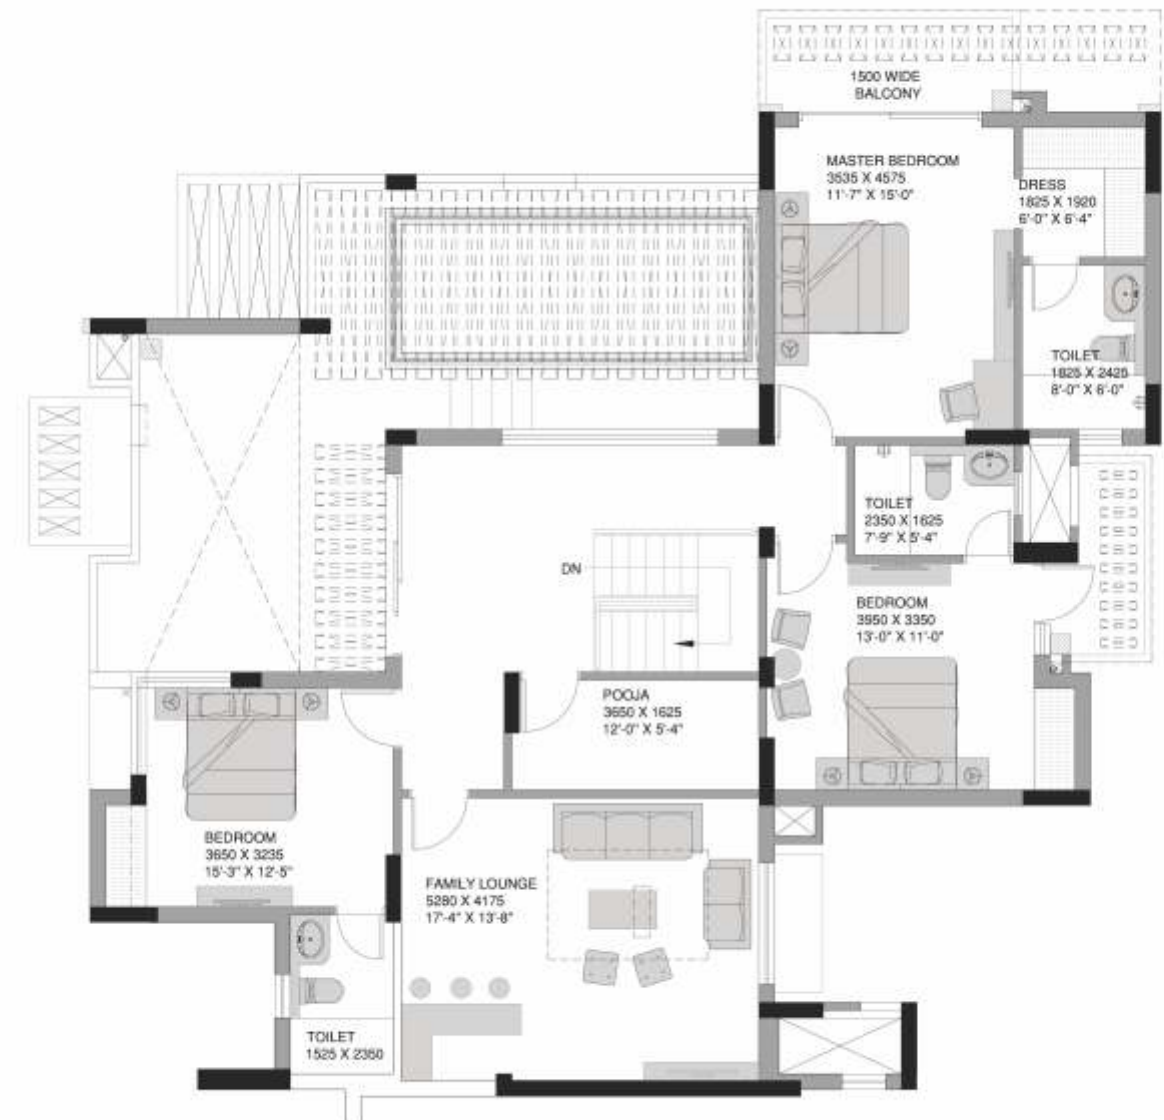 1500 WIDE
BALCONY
MASTER BEDROOM
3535 X 4575
11'-7" X 15'-0"
DRESS
1825 X 1920
6'-0" X 6'-4"
TOILET
1825 X 2425
8'-0" X 6'-0"
TOILET
2350 X 1625
7'-9" X 5'-4"
DN
BEDROOM
3950 X 3350
13'-0" X 11'-0"
POOJA
3650 X 1625
12'-0" X 5'-4"
BEDROOM
3650 X 3235
15'-3" X 12'-5"
FAMILY LOUNGE
5280 X 4175
17'-4" X 13'-8"
TOILET
1525 X 2350